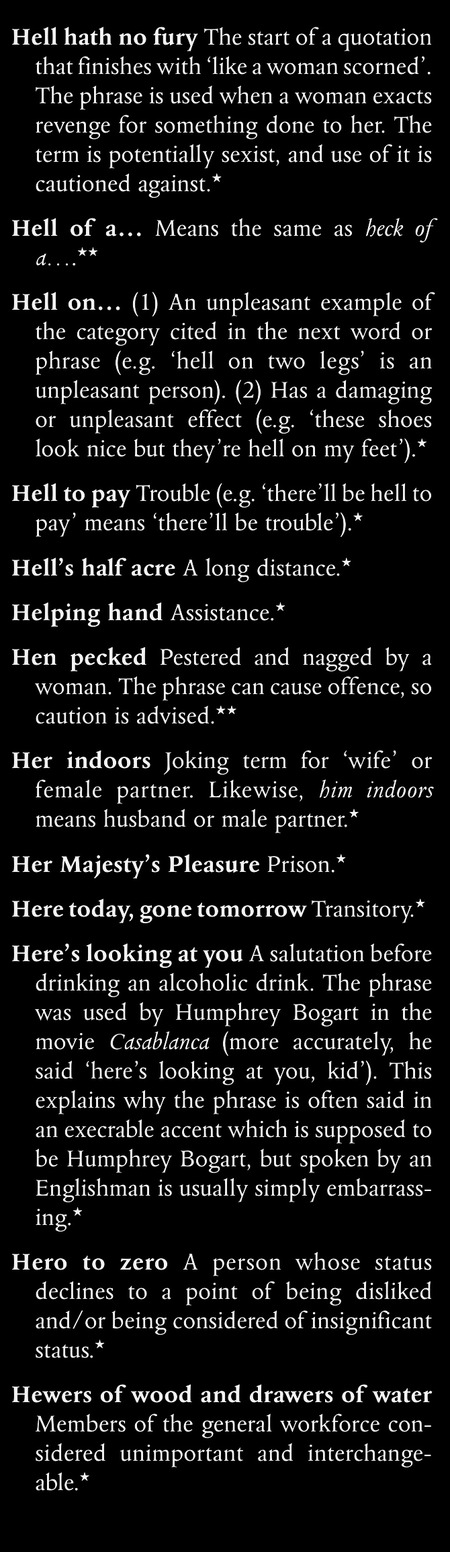 Hell hath no fury The start of a quotation
that finishes with ‘like a woman scorned’.
The phrase is used when a woman exacts
revenge for something done to her. The
term is potentially sexist, and use of it is
cautioned against.★
Hell of a… Means the same as heck of
a….★★
Hell on… (1) An unpleasant example of
the category cited in the next word or
phrase (e.g. ‘hell on two legs’ is an
unpleasant person). (2) Has a damaging
or unpleasant effect (e.g. ‘these shoes
look nice but they’re hell on my feet’).★
Hell to pay Trouble (e.g. ‘there’ll be hell to
pay’ means ‘there’ll be trouble’).★
Hell’s half acre A long distance.★
Helping hand Assistance.★
Hen pecked Pestered and nagged by a
woman. The phrase can cause offence, so
caution is advised.★★
Her indoors Joking term for ‘wife’ or
female partner. Likewise, him indoors
means husband or male partner.★
Her Majesty’s Pleasure Prison.★
Here today, gone tomorrow Transitory.★
Here’s looking at you A salutation before
drinking an alcoholic drink. The phrase
was used by Humphrey Bogart in the
movie Casablanca (more accurately, he
said ‘here’s looking at you, kid’). This
explains why the phrase is often said in
an execrable accent which is supposed to
be Humphrey Bogart, but spoken by an
Englishman is usually simply embarrass-
ing.★
Hero to zero A person whose status
declines to a point of being disliked
and/or being considered of insignificant
status.★
Hewers of wood and drawers of water
Members of the general workforce con-
sidered unimportant and interchange-
able.★